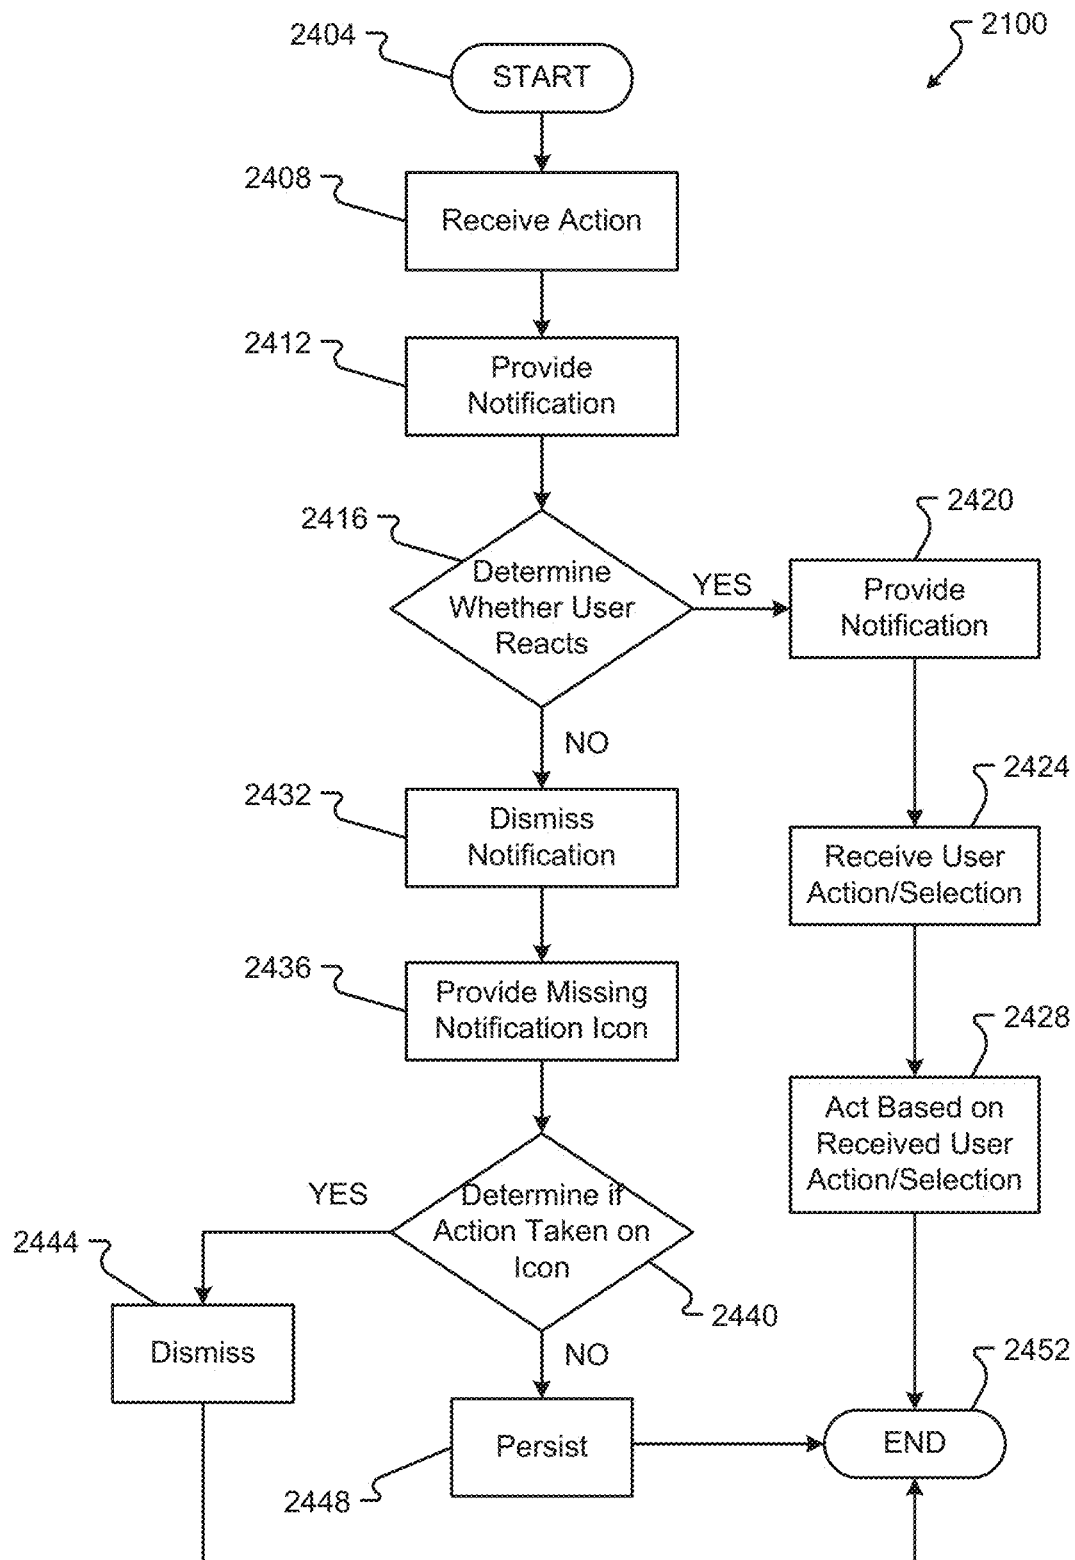 2404
START
2100
2408
Receive Action
2412
Provide
Notification
2416
Determine
Whether User
Reacts
YES
2420
Provide
Notification
NO
2424
Receive User
Action/Selection
2432
Dismiss
Notification
2436
Provide Missing
Notification Icon
2428
Act Based on
Received User
Action/Selection
YES
Determine if
Action Taken on
Icon
2440
2444
Dismiss
NO
2452
END
Persist
2448